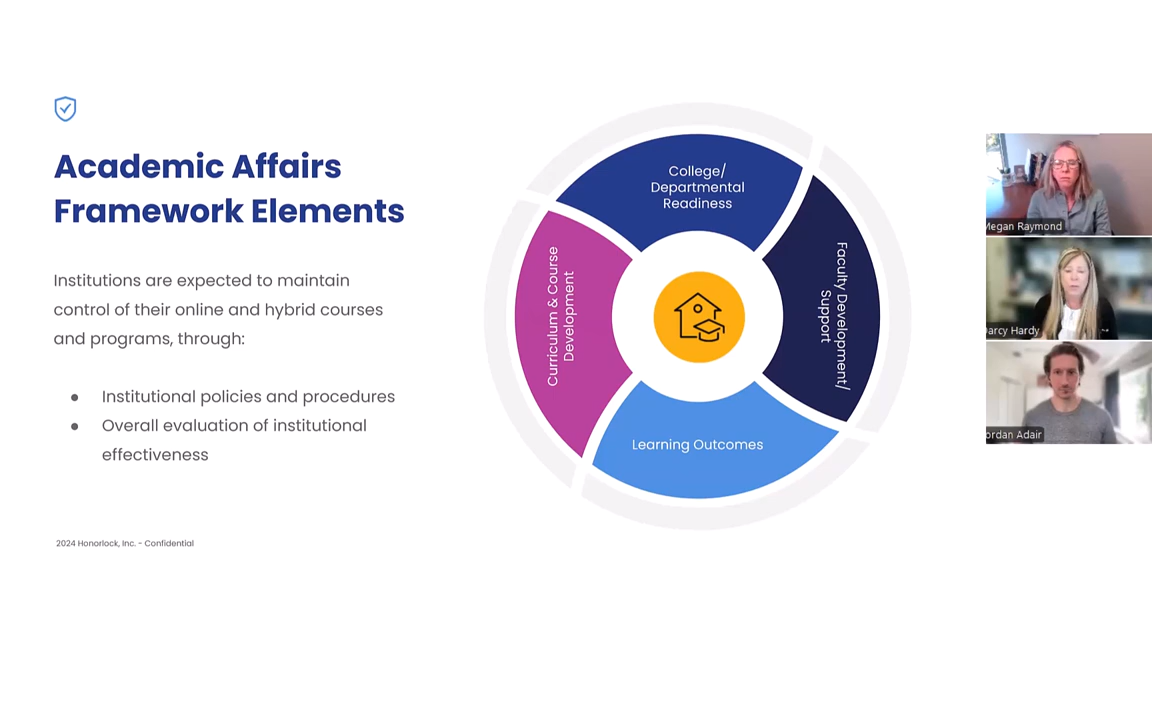 Academic Affairs
Framework Elements
Institutions are expected to maintain
control of their online and hybrid courses
and programs, through:
● Institutional policies and procedures
● Overall evaluation of institutional
effectiveness
2024 Honorlock, Inc. - Confidential
College/
Departmental
Readiness
Faculty Development/
Support
Learning Outcomes
Curriculum & Course
Development
Megan Raymond
Darcy Hardy
ordan Adair